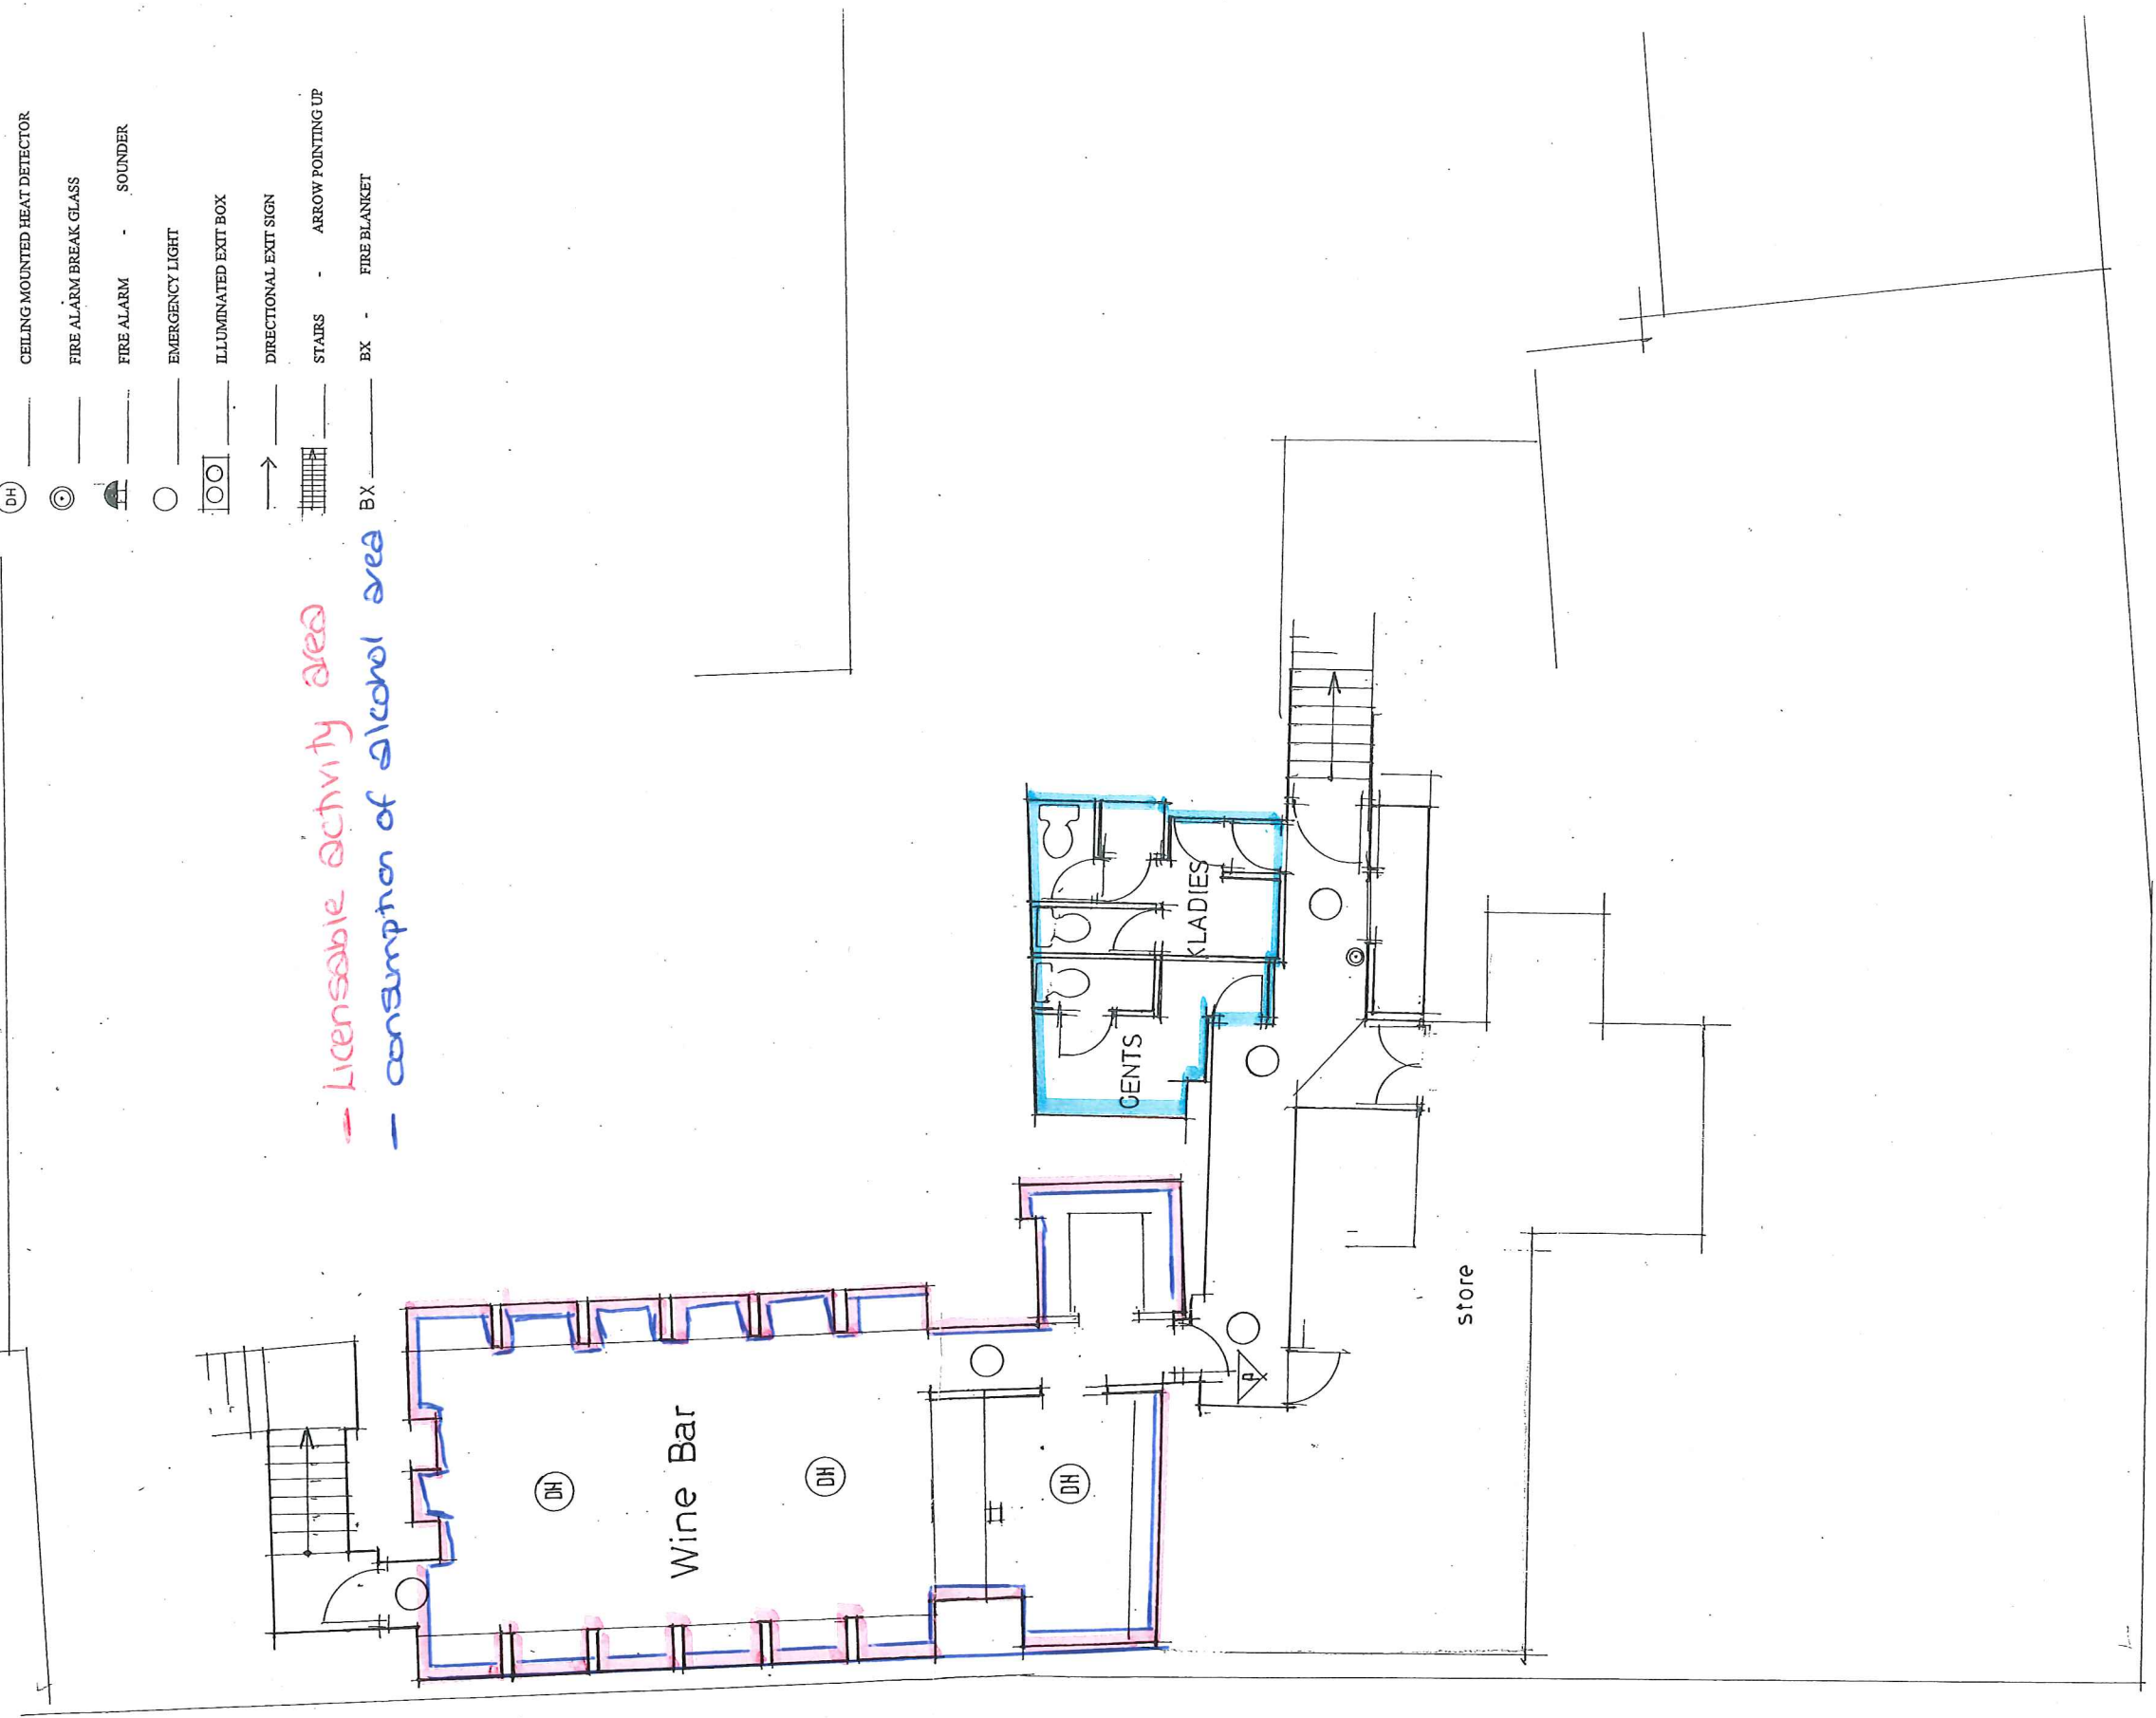 DH CEILING MOUNTED HEAT DETECTOR
FIRE ALARM BREAK GLASS
FIRE ALARM - SOUNDER
EMERGENCY LIGHT
ILLUMINATED EXIT BOX
DIRECTIONAL EXIT SIGN
STAIRS - ARROW POINTING UP
BX BX - FIRE BLANKET
- Licensable activity area
- consumption of alcohol area
LADIES
GENTS
store
Wine Bar
DH
DH
DH